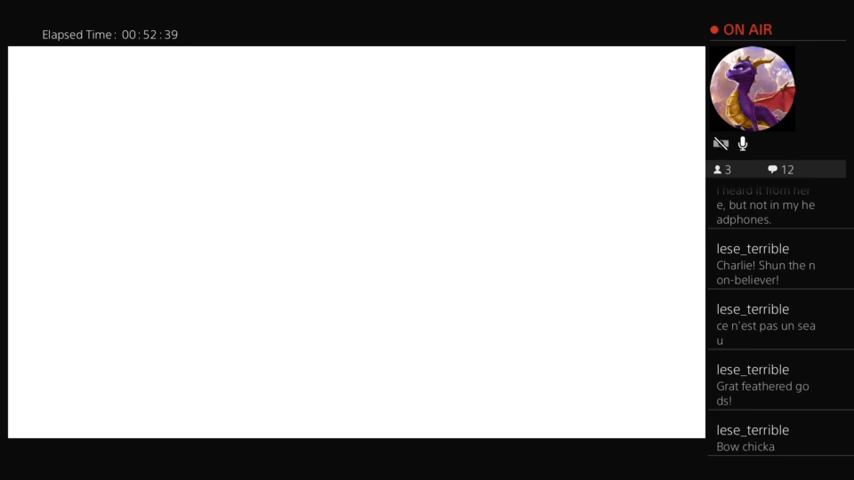 Elapsed Time: 00:52:39
ON AIR
3 12
I heard it from her
e, but not in my he
adphones.
lese_terrible
Charlie! Shun the n
on-believer!
lese_terrible
ce n'est pas un sea
u
lese_terrible
Grat feathered go
ds!
lese_terrible
Bow chicka